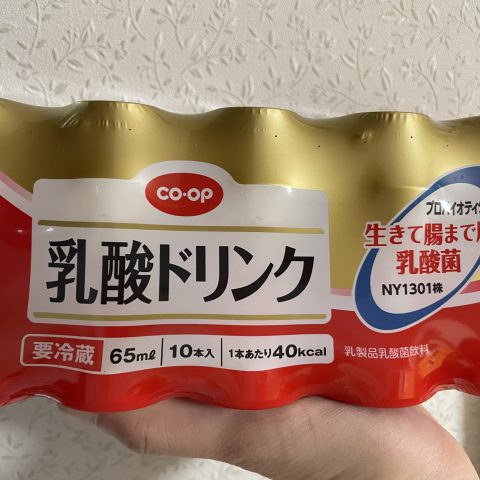 CO·OP
乳酸ドリンク
要冷蔵 65mℓ 10本入 1本あたり40kcal
プロバイオティ
生きて腸まで
乳酸菌
NY1301株
乳製品乳酸菌飲料